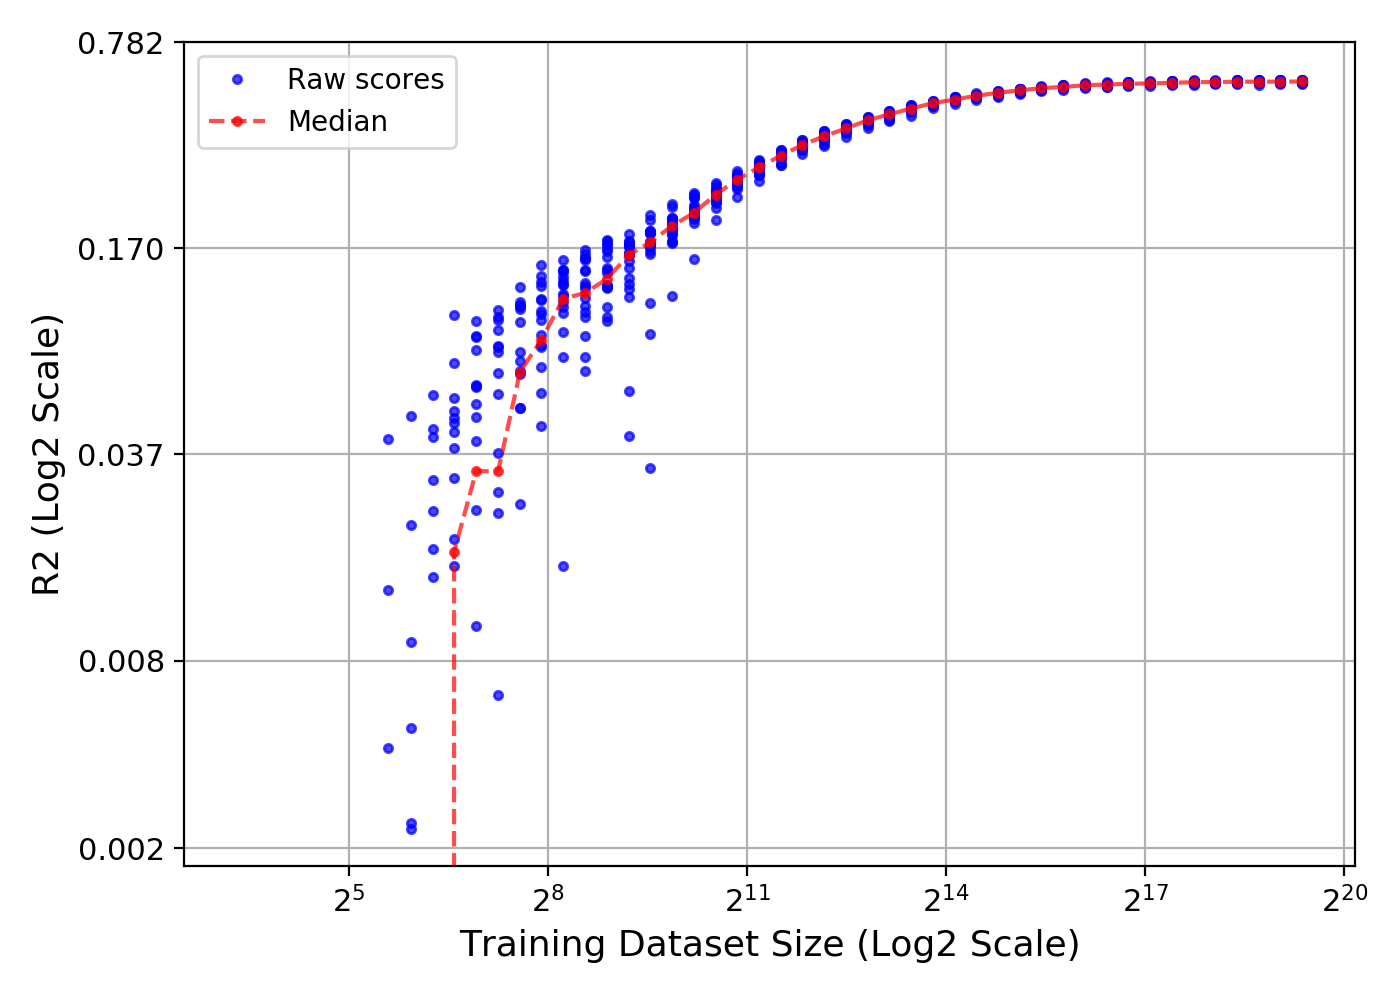 0.782
0.170
0.037
0.008
0.002
R2 (Log2 Scale)
Raw scores
Median
2^5 2^8 2^11 2^14 2^17 2^20
Training Dataset Size (Log2 Scale)